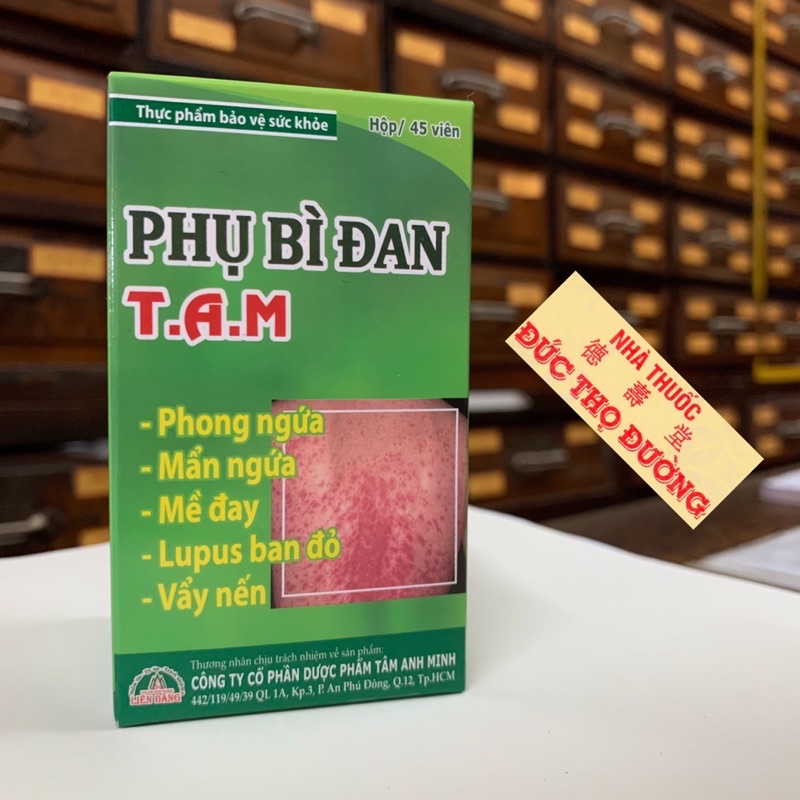 Thực phẩm bảo vệ sức khỏe
Hộp/ 45 viên
PHỤ BÌ ĐAN
T.A.M
- Phong ngứa
- Mẩn ngứa
- Mề đay
- Lupus ban đỏ
- Vẩy nến
Thương nhân chịu trách nhiệm về sản phẩm:
CÔNG TY CỔ PHẦN DƯỢC PHẨM TÂM ANH MINH
442/119/49/39 QL 1A, Kp.3, P. An Phú Đông, Q.12, Tp.HCM
LIÊN ĐĂNG
NHÀ THUỐC
德壽堂
ĐỨC THỌ ĐƯỜNG